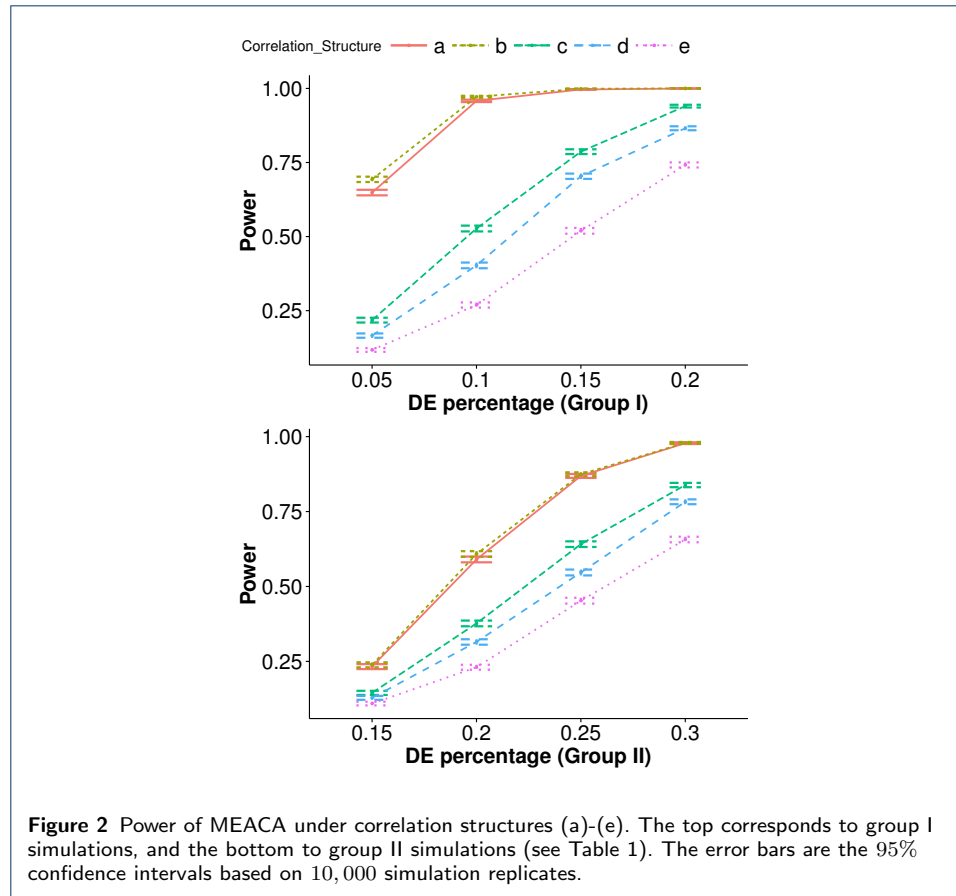 Correlation_Structure a b c d e
1.00
0.75
0.50
0.25
Power
0.05 0.1 0.15 0.2
DE percentage (Group I)
1.00
0.75
0.50
0.25
Power
0.15 0.2 0.25 0.3
DE percentage (Group II)
Figure 2 Power of MEACA under correlation structures (a)-(e). The top corresponds to group I
simulations, and the bottom to group II simulations (see Table 1). The error bars are the 95%
confidence intervals based on 10,000 simulation replicates.